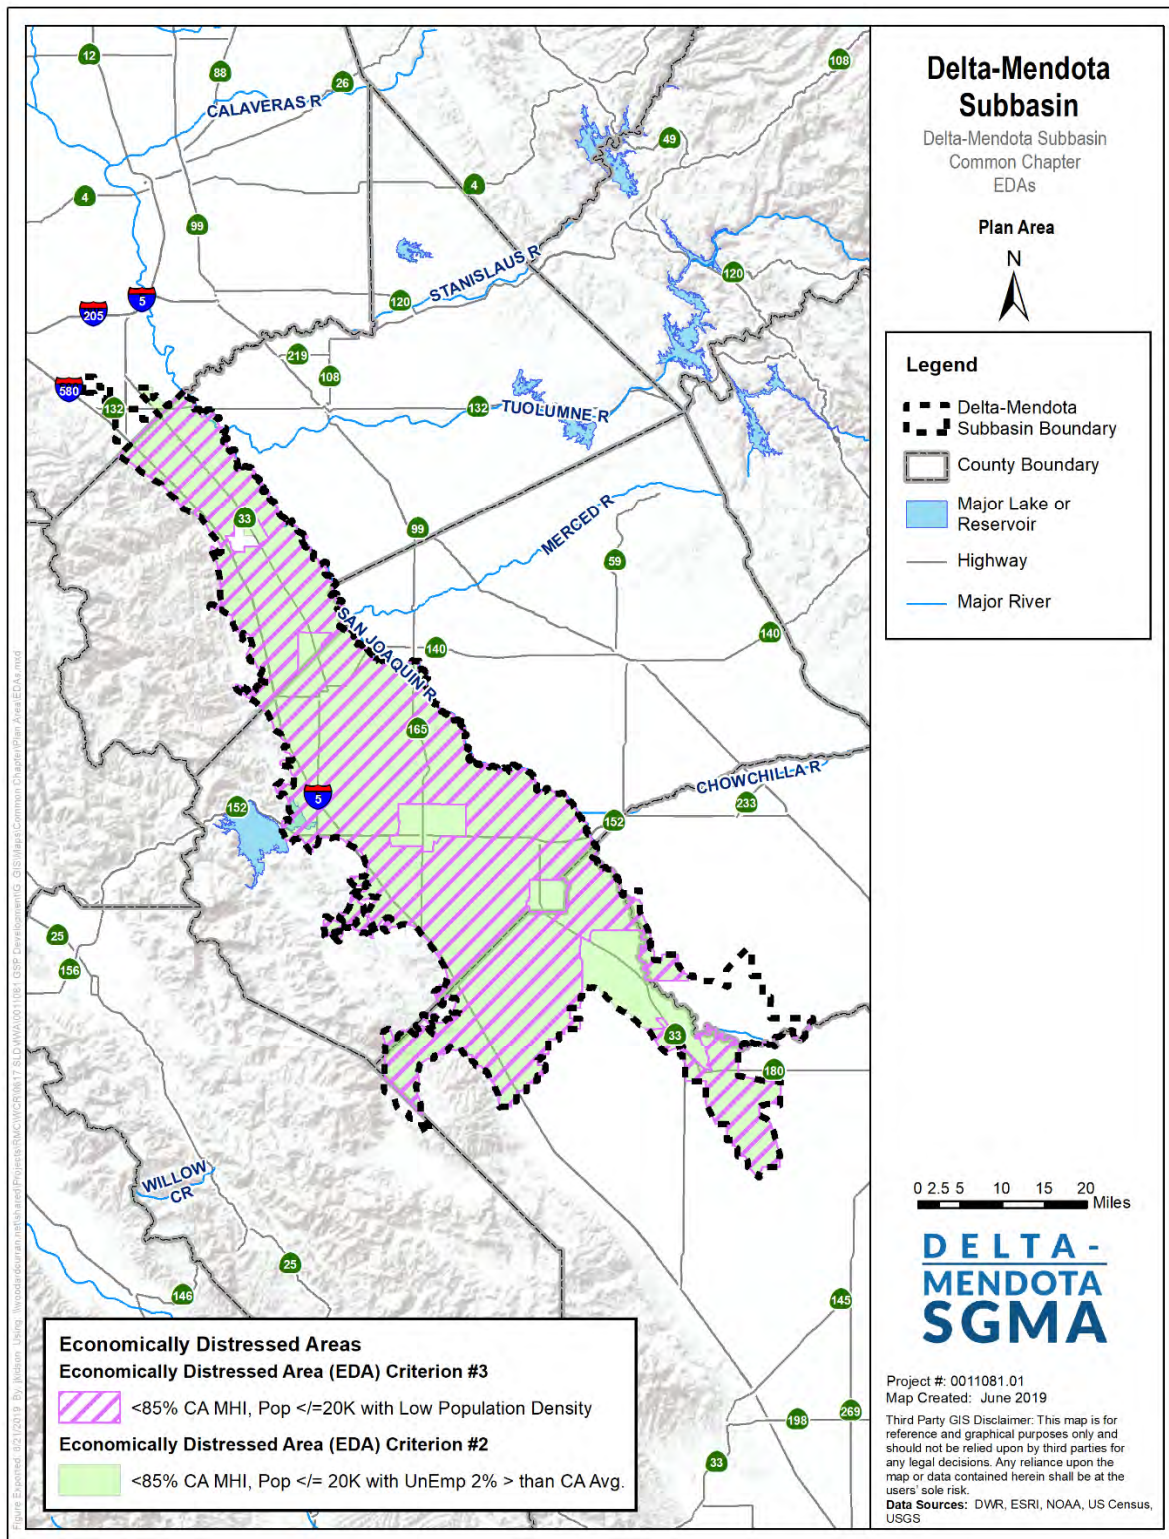 Delta-Mendota
Subbasin
Delta-Mendota Subbasin
Common Chapter
EDAs
Plan Area
N
Legend
Delta-Mendota
Subbasin Boundary
County Boundary
Major Lake or
Reservoir
Highway
Major River
0 2.5 5 10 15 20
Miles
DELTA-
MENDOTA
SGMA
Project #: 0011081.01
Map Created: June 2019
Third Party GIS Disclaimer: This map is for
reference and graphical purposes only and
should not be relied upon by third parties for
any legal decisions. Any reliance upon the
map or data contained herein shall be at the
users' sole risk.
Data Sources: DWR, ESRI, NOAA, US Census,
USGS
12
88
26
108
CALAVERAS R
49
4
4
99
STANISLAUS R
120
5
205
120
219
108
580
132
132
TUOLUMNE R
33
99
MERCED R
59
SAN JOAQUIN R
140
140
165
CHOWCHILLA R
5
152
233
152
25
156
33
180
WILLOW
CR
25
146
145
269
198
33
Economically Distressed Areas
Economically Distressed Area (EDA) Criterion #3
<85% CA MHI, Pop </=20K with Low Population Density
Economically Distressed Area (EDA) Criterion #2
<85% CA MHI, Pop </= 20K with UnEmp 2% > than CA Avg.